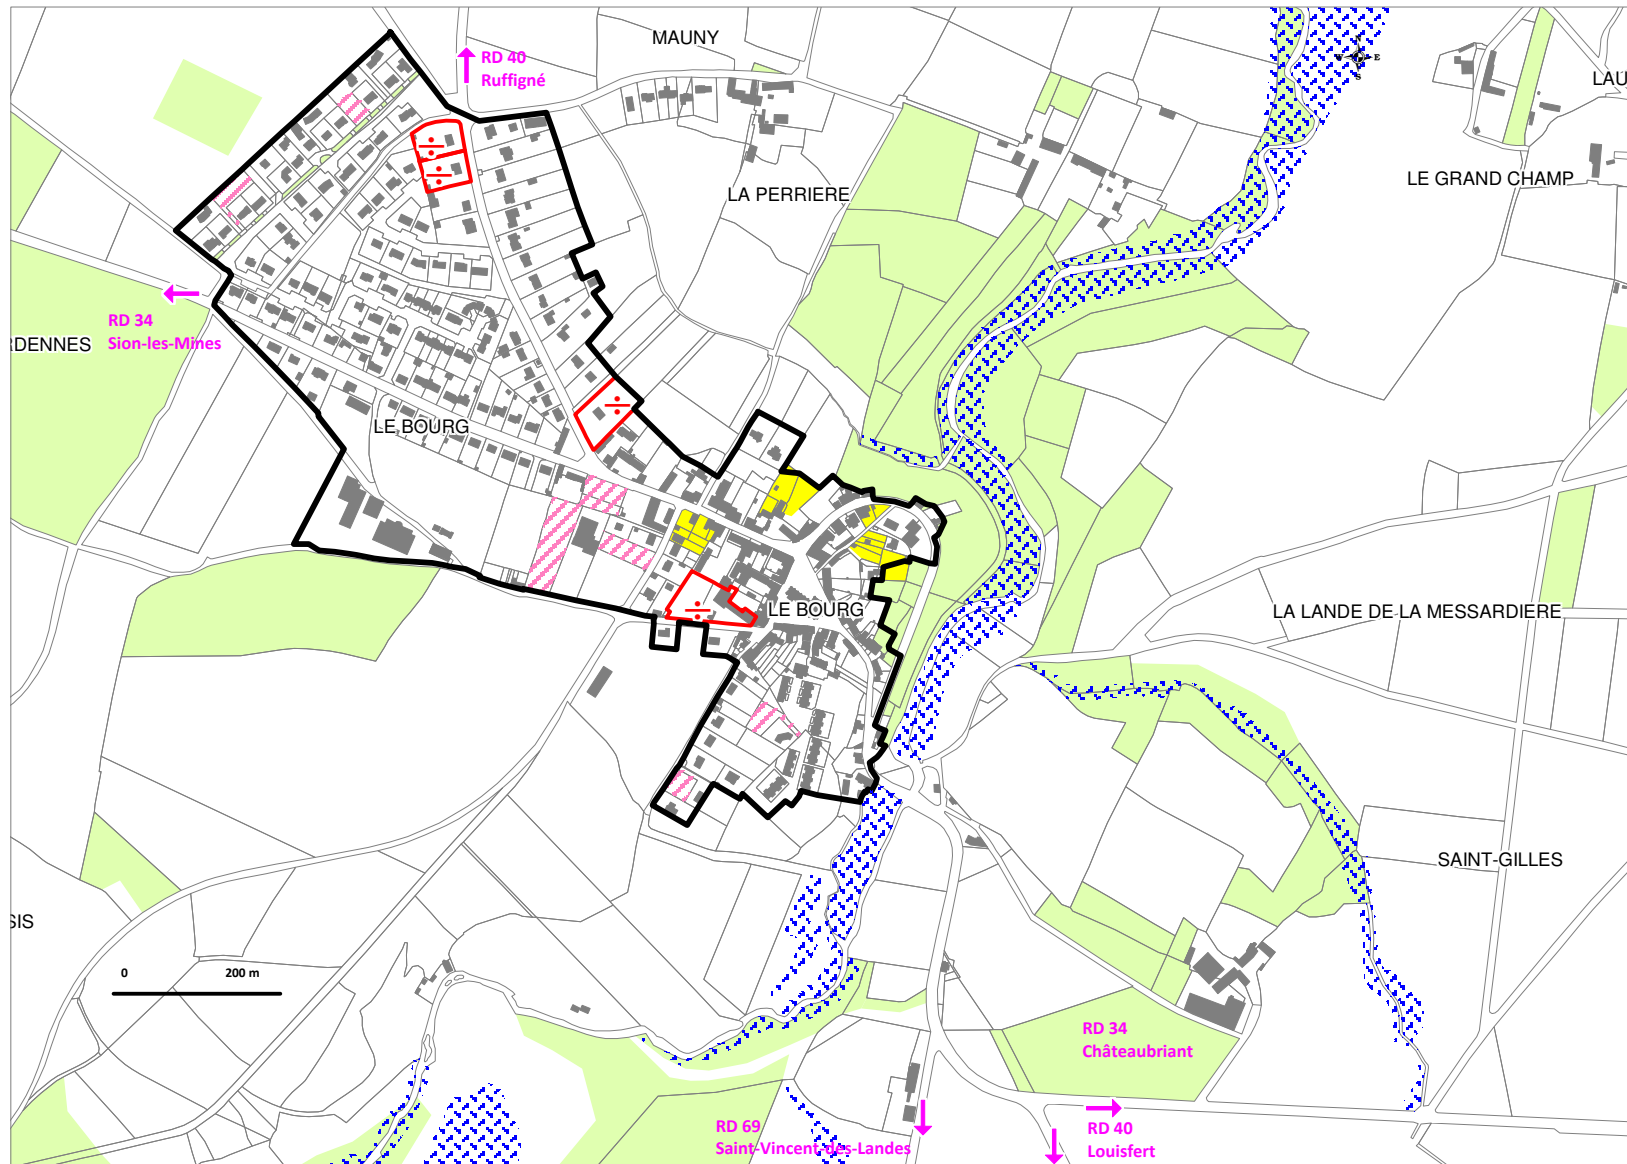 MAUNY
RD 40
Ruffigné
E
S
LAU
LE GRAND CHAMP
LA PERRIERE
RD 34
Sion-les-Mines
RDENNES
LE BOURG
LE BOURG
LA LANDE DE LA MESSARDIERE
SAINT-GILLES
SIS
0 200 m
RD 34
Châteaubriant
RD 69
Saint-Vincent-des-Landes
RD 40
Louisfert